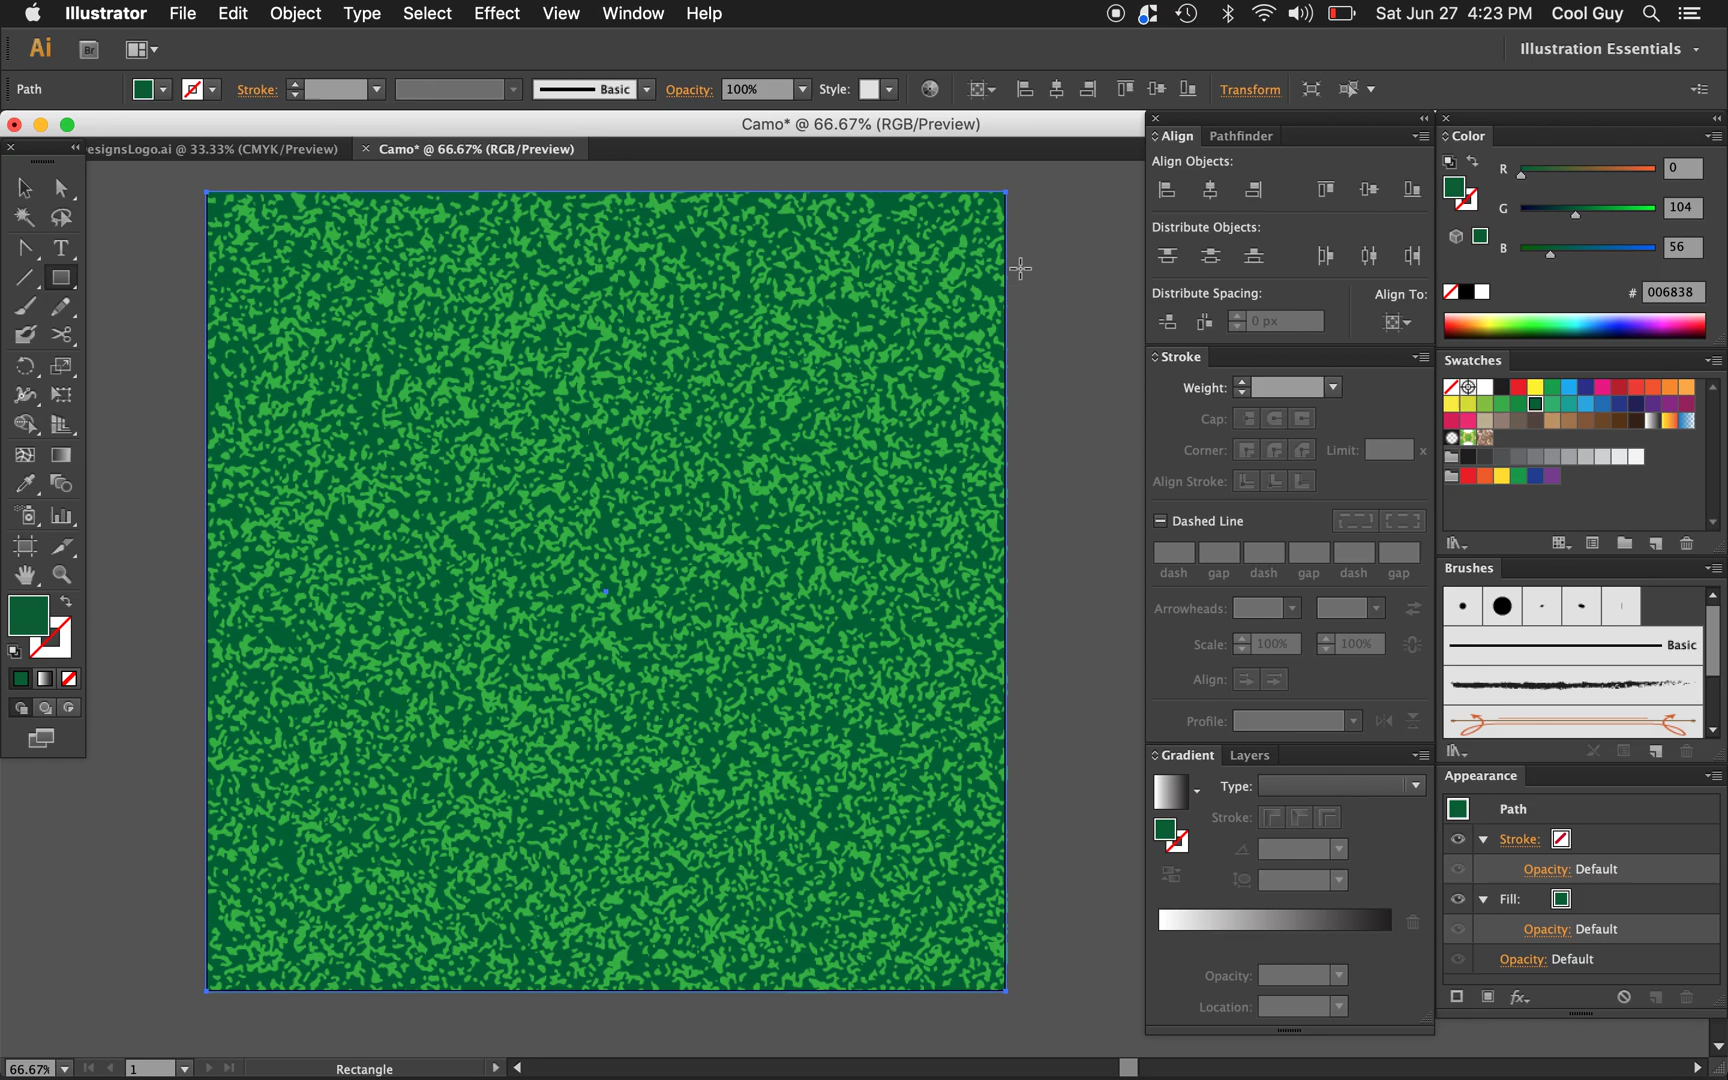 Illustrator File Edit Object Type Select Effect View Window Help Sat Jun 27 4:23 PM Cool Guy
Ai Br Illustration Essentials
Path Stroke: Basic Opacity: 100% Style: Transform
Camo* @ 66.67% (RGB/Preview)
esignsLogo.ai @ 33.33% (CMYK/Preview) × Camo* @ 66.67% (RGB/Preview)
Align Pathfinder
Align Objects:
Distribute Objects:
Distribute Spacing: Align To:
0 px
Stroke
Weight:
Cap:
Corner: Limit: x
Align Stroke:
Dashed Line
dash gap dash gap dash gap
Arrowheads:
Scale: 100% 100%
Align:
Profile:
Gradient Layers
Type:
Stroke:
Opacity:
Location:
Color
R 0
G 104
B 56
# 006838
Swatches
Brushes
Basic
Appearance
Path
Stroke:
Opacity: Default
Fill:
Opacity: Default
Opacity: Default
fx
T
66.67% 1 Rectangle